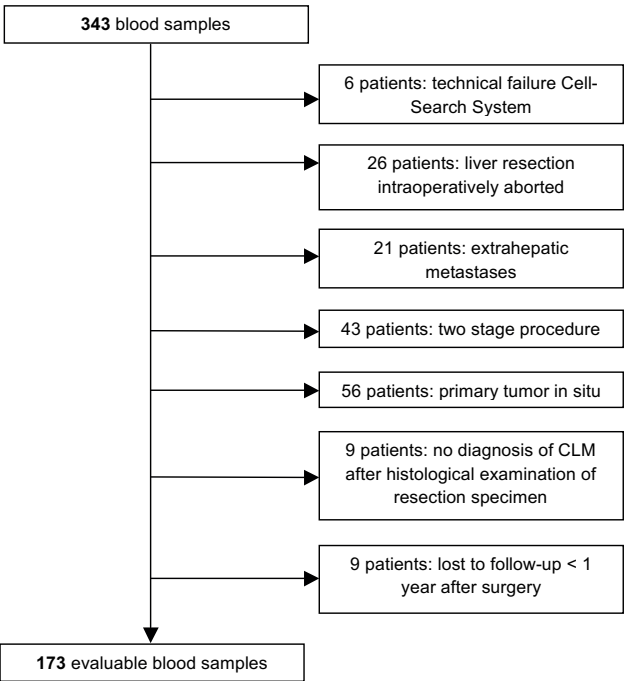 343 blood samples
6 patients: technical failure Cell-
Search System
26 patients: liver resection
intraoperatively aborted
21 patients: extrahepatic
metastases
43 patients: two stage procedure
56 patients: primary tumor in situ
9 patients: no diagnosis of CLM
after histological examination of
resection specimen
9 patients: lost to follow-up < 1
year after surgery
173 evaluable blood samples